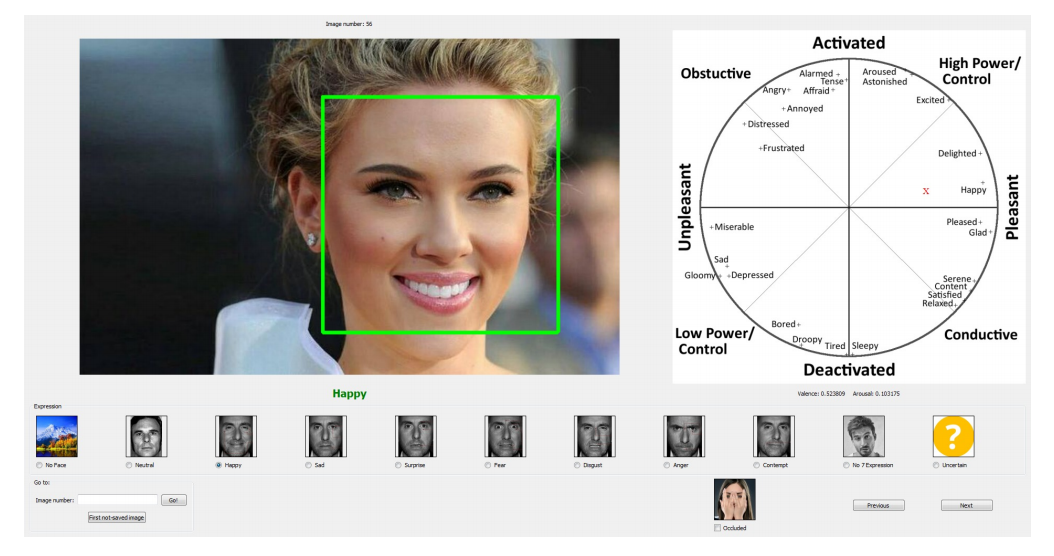 Image number: 56
Activated
Obstuctive
High Power/
Control
Alarmed
Tense
Angry
Affraid
Aroused
Astonished
Annoyed
Excited
Distressed
Frustrated
Delighted
x
Happy
Unpleasant
Pleasant
Miserable
Pleased
Glad
Sad
Gloomy
Depressed
Serene
Content
Satisfied
Relaxed
Bored
Droopy
Tired
Sleepy
Low Power/
Control
Conductive
Deactivated
Happy
Valence: 0.523809 Arousal: 0.103175
Expression
?
No Face
Neutral
Happy
Sad
Surprise
Fear
Disgust
Anger
Contempt
No 7 Expression
Uncertain
Go to:
Image number:
Go!
First not-saved image
Occluded
Previous
Next